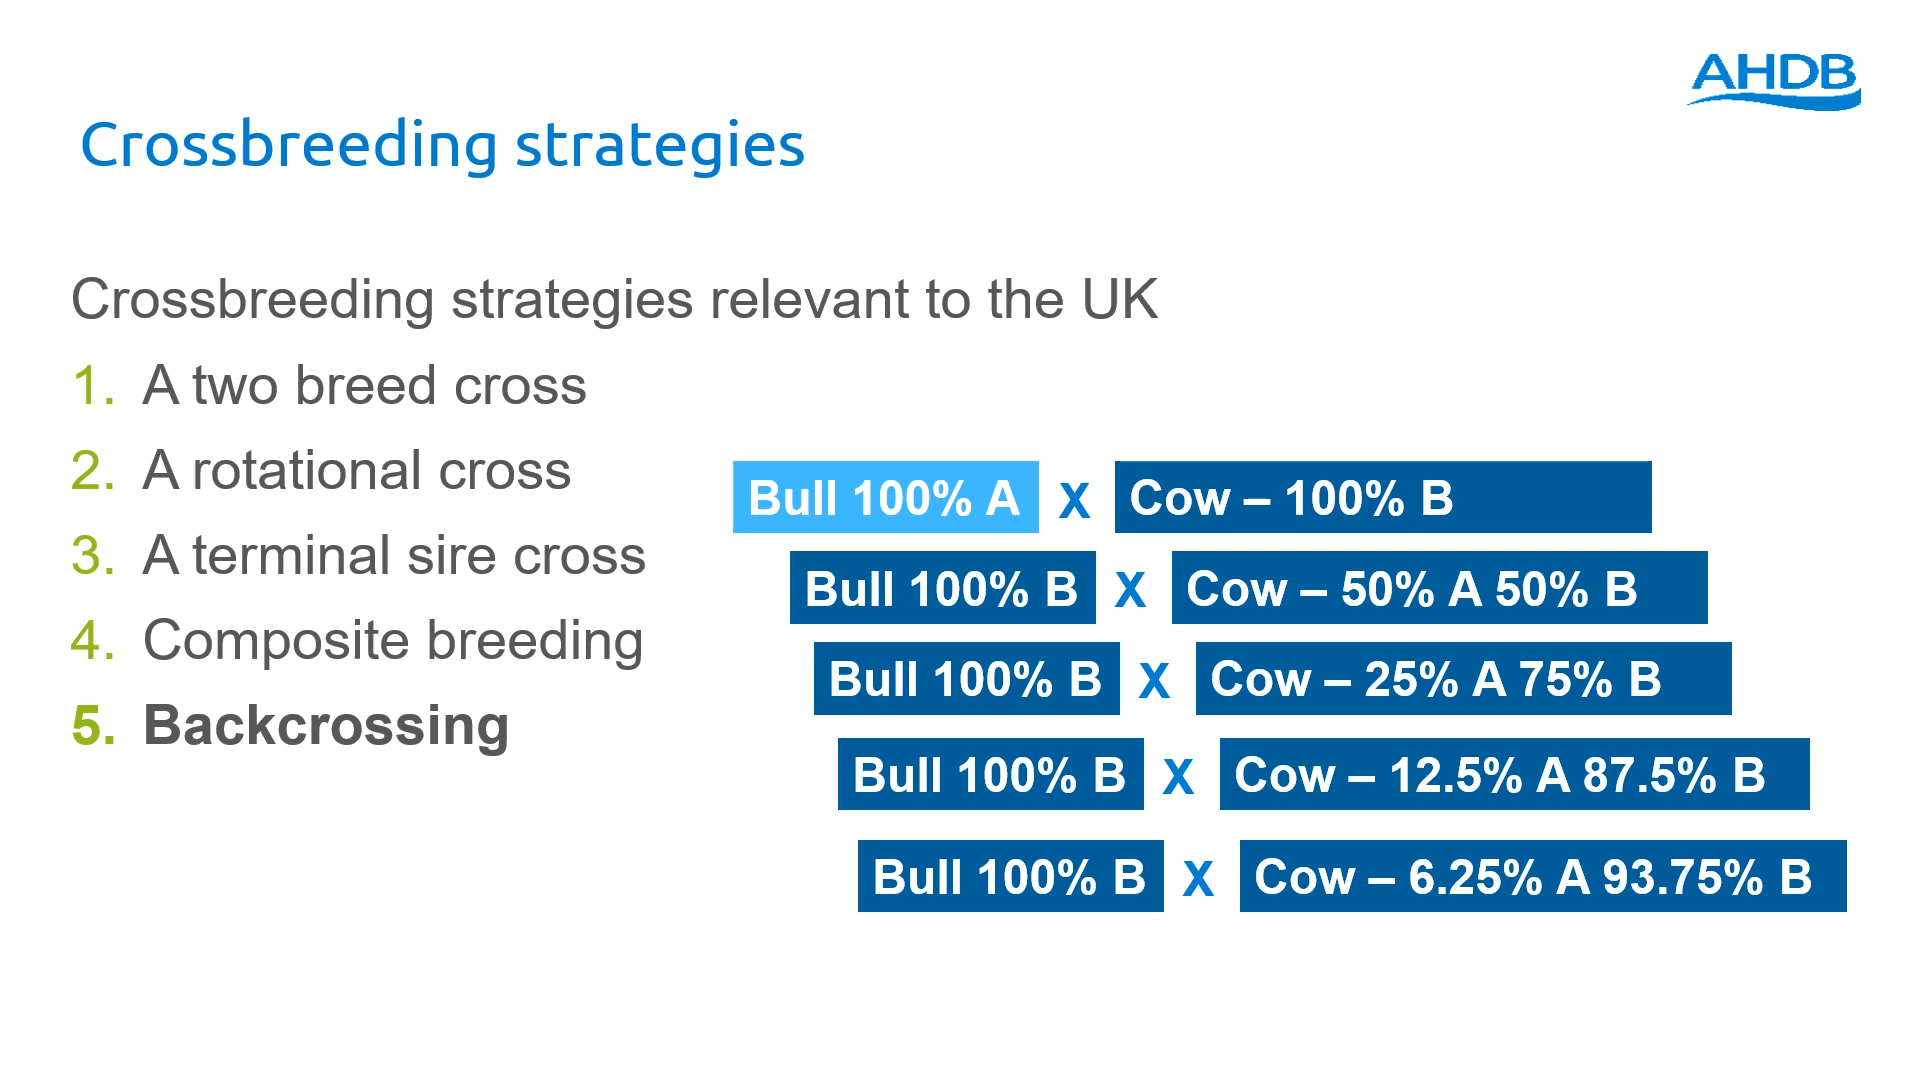 AHDB
Crossbreeding strategies
Crossbreeding strategies relevant to the UK
1. A two breed cross
2. A rotational cross
3. A terminal sire cross
4. Composite breeding
5. Backcrossing
Bull 100% A X Cow – 100% B
Bull 100% B X Cow – 50% A 50% B
Bull 100% B X Cow – 25% A 75% B
Bull 100% B X Cow – 12.5% A 87.5% B
Bull 100% B X Cow – 6.25% A 93.75% B